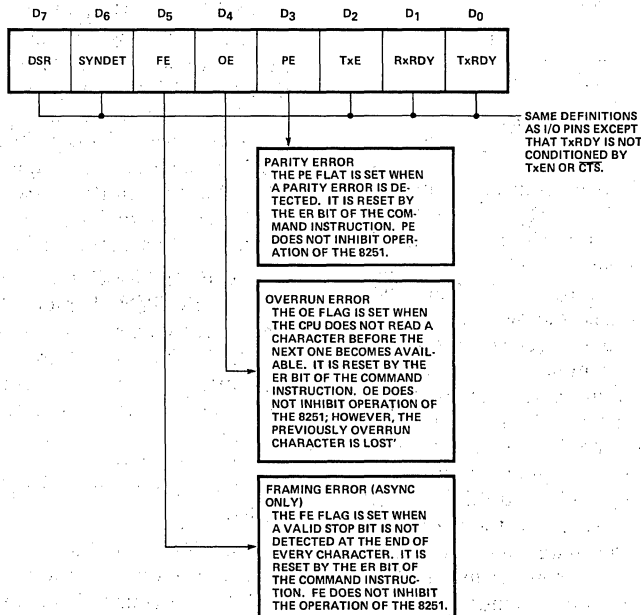 D7 D6 D5 D4 D3 D2 D1 D0
DSR SYNDET FE OE PE TxE RxRDY TxRDY
SAME DEFINITIONS
AS I/O PINS EXCEPT
THAT TxRDY IS NOT
CONDITIONED BY
TxEN OR CTS.
PARITY ERROR
THE PE FLAT IS SET WHEN
A PARITY ERROR IS DE-
TECTED. IT IS RESET BY
THE ER BIT OF THE COM-
MAND INSTRUCTION. PE
DOES NOT INHIBIT OPER-
ATION OF THE 8251.
OVERRUN ERROR
THE OE FLAG IS SET WHEN
THE CPU DOES NOT READ A
CHARACTER BEFORE THE
NEXT ONE BECOMES AVAIL-
ABLE. IT IS RESET BY THE
ER BIT OF THE COMMAND
INSTRUCTION. OE DOES
NOT INHIBIT OPERATION OF
THE 8251; HOWEVER, THE
PREVIOUSLY OVERRUN
CHARACTER IS LOST'
FRAMING ERROR (ASYNC
ONLY)
THE FE FLAG IS SET WHEN
A VALID STOP BIT IS NOT
DETECTED AT THE END OF
EVERY CHARACTER. IT IS
RESET BY THE ER BIT OF
THE COMMAND INSTRUC-
TION. FE DOES NOT INHIBIT
THE OPERATION OF THE 8251.